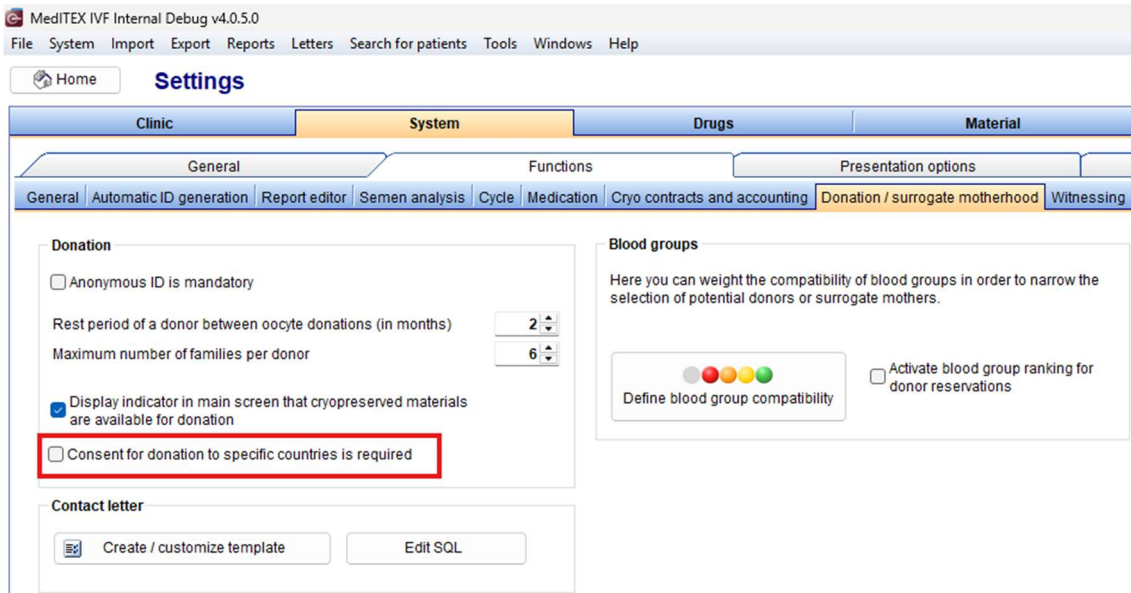 MedITEX IVF Internal Debug v4.0.5.0
File System Import Export Reports Letters Search for patients Tools Windows Help
Home Settings
Clinic System Drugs Material
General Functions Presentation options
General Automatic ID generation Report editor Semen analysis Cycle Medication Cryo contracts and accounting Donation / surrogate motherhood Witnessing
Donation
Anonymous ID is mandatory
Rest period of a donor between oocyte donations (in months) 2
Maximum number of families per donor 6
Display indicator in main screen that cryopreserved materials
are available for donation
Consent for donation to specific countries is required
Contact letter
Create / customize template Edit SQL
Blood groups
Here you can weight the compatibility of blood groups in order to narrow the
selection of potential donors or surrogate mothers.
Define blood group compatibility
Activate blood group ranking for
donor reservations